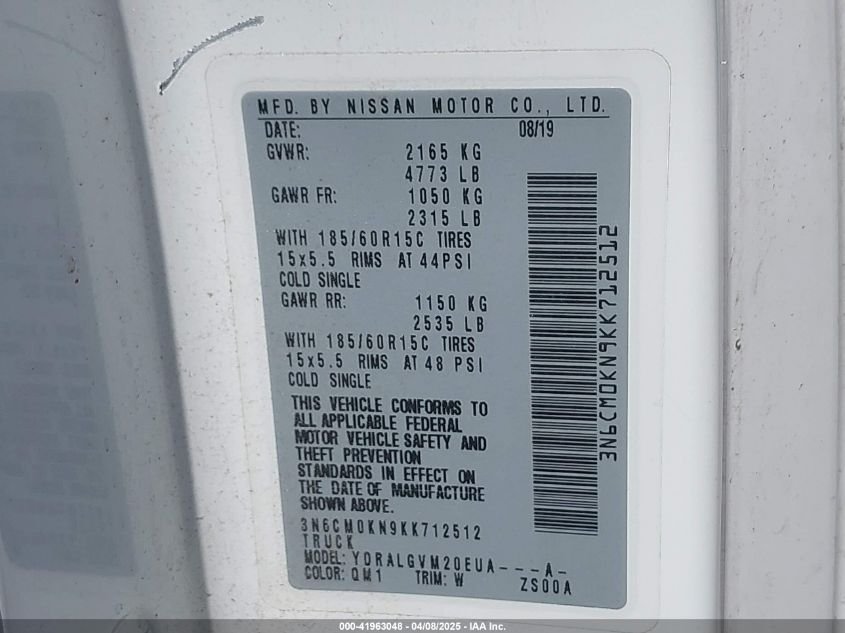 MFD. BY NISSAN MOTOR CO., LTD.
DATE: 08/19
GVWR: 2165 KG
4773 LB
GAWR FR: 1050 KG
2315 LB
WITH 185/60R15C TIRES
15x5.5 RIMS AT 44PSI
COLD SINGLE
GAWR RR: 1150 KG
2535 LB
WITH 185/60R15C TIRES
15x5.5 RIMS AT 48 PSI
COLD SINGLE
THIS VEHICLE CONFORMS TO
ALL APPLICABLE FEDERAL
MOTOR VEHICLE SAFETY AND
THEFT PREVENTION
STANDARDS IN EFFECT ON
THE DATE OF MANUFACTURE
SHOWN ABOVE.
3N6CM0KN9KK712512
TRUCK
MODEL: YDRALGVM20EUA---A-
COLOR: QM1 TRIM: W ZS00A
3N6CM0KN9KK712512
000-41963048 - 04/08/2025 - IAA Inc.